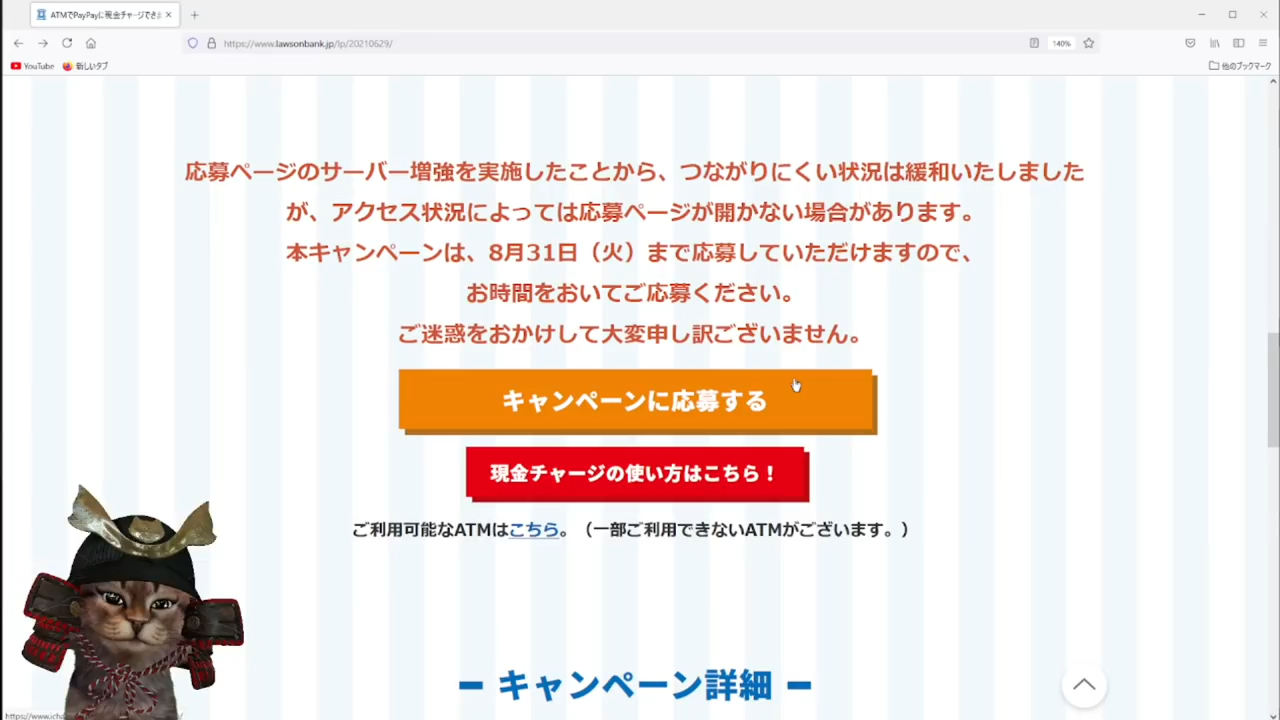 ATMでPayPayに現金チャージでき
https://www.lawsonbank.jp/lp/20210629/
140%
YouTube
新しいタブ
他のブックマーク
応募ページのサーバー増強を実施したことから、つながりにくい状況は緩和いたしました
が、アクセス状況によっては応募ページが開かない場合があります。
本キャンペーンは、8月31日（火）まで応募していただけますので、
お時間をおいてご応募ください。
ご迷惑をおかけして大変申し訳ございません。
キャンペーンに応募する
現金チャージの使い方はこちら！
ご利用可能なATMはこちら。（一部ご利用できないATMがございます。）
━ キャンペーン詳細 ━